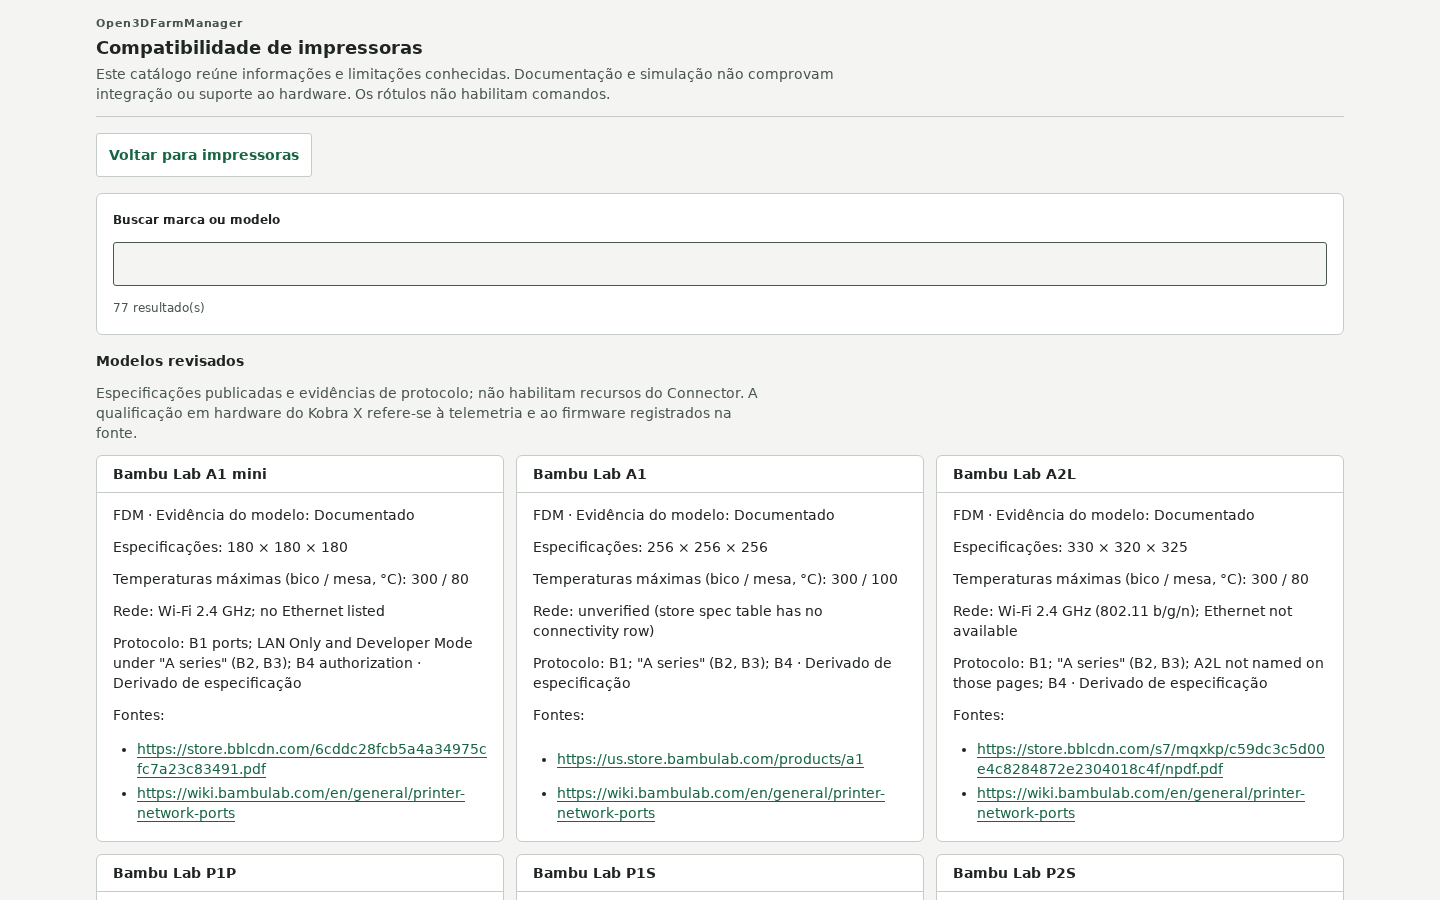 Open3DFarmManager
Compatibilidade de impressoras
Este catálogo reúne informações e limitações conhecidas. Documentação e simulação não comprovam
integração ou suporte ao hardware. Os rótulos não habilitam comandos.
Voltar para impressoras
Buscar marca ou modelo
77 resultado(s)
Modelos revisados
Especificações publicadas e evidências de protocolo; não habilitam recursos do Connector. A
qualificação em hardware do Kobra X refere-se à telemetria e ao firmware registrados na
fonte.
Bambu Lab A1 mini
FDM · Evidência do modelo: Documentado
Especificações: 180 × 180 × 180
Temperaturas máximas (bico / mesa, °C): 300 / 80
Rede: Wi-Fi 2.4 GHz; no Ethernet listed
Protocolo: B1 ports; LAN Only and Developer Mode
under "A series" (B2, B3); B4 authorization ·
Derivado de especificação
Fontes:
• https://store.bblcdn.com/6cddc28fcb5a4a34975c
fc7a23c83491.pdf
• https://wiki.bambulab.com/en/general/printer-
network-ports
Bambu Lab A1
FDM · Evidência do modelo: Documentado
Especificações: 256 × 256 × 256
Temperaturas máximas (bico / mesa, °C): 300 / 100
Rede: unverified (store spec table has no
connectivity row)
Protocolo: B1; "A series" (B2, B3); B4 · Derivado de
especificação
Fontes:
• https://us.store.bambulab.com/products/a1
• https://wiki.bambulab.com/en/general/printer-
network-ports
Bambu Lab A2L
FDM · Evidência do modelo: Documentado
Especificações: 330 × 320 × 325
Temperaturas máximas (bico / mesa, °C): 300 / 80
Rede: Wi-Fi 2.4 GHz (802.11 b/g/n); Ethernet not
available
Protocolo: B1; "A series" (B2, B3); A2L not named on
those pages; B4 · Derivado de especificação
Fontes:
• https://store.bblcdn.com/s7/mqxkp/c59dc3c5d00
e4c8284872e2304018c4f/npdf.pdf
• https://wiki.bambulab.com/en/general/printer-
network-ports
Bambu Lab P1P
Bambu Lab P1S
Bambu Lab P2S